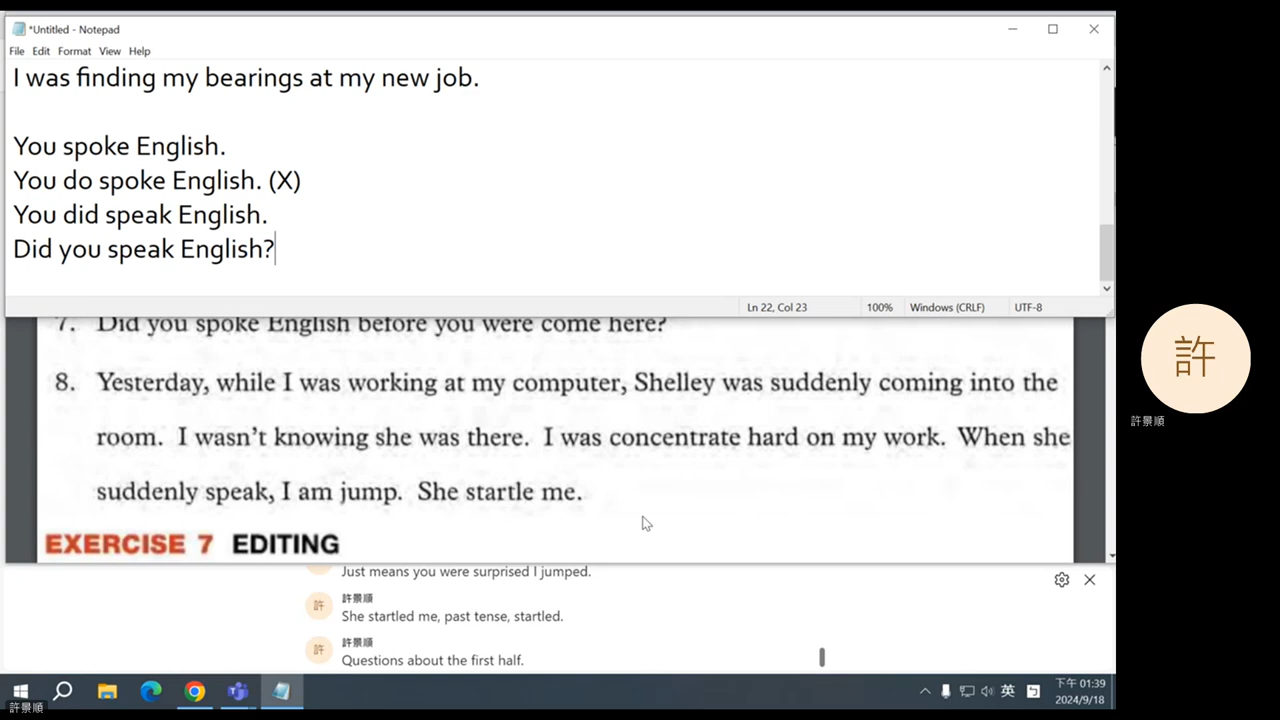 *Untitled - Notepad
File Edit Format View Help
I was finding my bearings at my new job.
You spoke English.
You do spoke English. (X)
You did speak English.
Did you speak English?
Ln 22, Col 23 100% Windows (CRLF) UTF-8
7. Did you spoke English before you were come here?
8. Yesterday, while I was working at my computer, Shelley was suddenly coming into the
room. I wasn't knowing she was there. I was concentrate hard on my work. When she
suddenly speak, I am jump. She startle me.
EXERCISE 7 EDITING
許
許景順
Just means you were surprised I jumped.
許景順
許
She startled me, past tense, startled.
許景順
許
Questions about the first half.
英
下午 01:39
2024/9/18
許景順